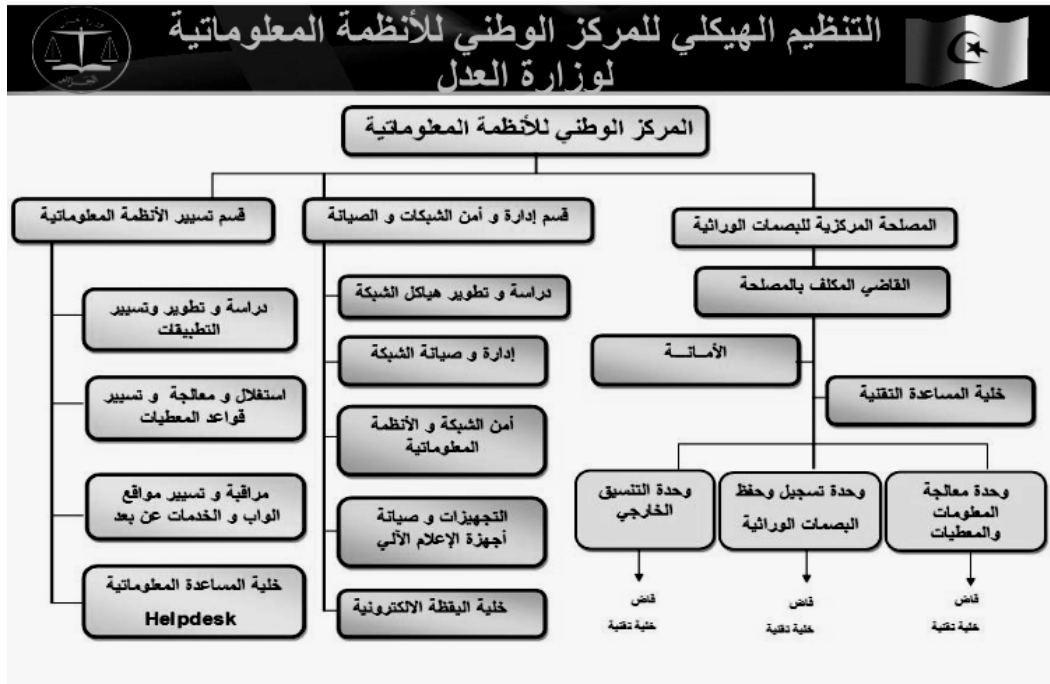 التنظيم الهيكلي للمركز الوطني للأنظمة المعلوماتية
لوزارة العدل
المركز الوطني للأنظمة المعلوماتية
المصلحة المركزية للبصمات الوراثية
القاضي المكلف بالمصلحة
الأمانــــة
خلية المساعدة التقنية
وحدة معالجة
المعلومات
والمعطيات
قاض
خلية تقنية
وحدة تسجيل وحفظ
البصمات الوراثية
قاض
خلية تقنية
وحدة التنسيق
الخارجي
قاض
خلية تقنية
قسم إدارة و أمن الشبكات و الصيانة
دراسة و تطوير هياكل الشبكة
إدارة و صيانة الشبكة
أمن الشبكة و الأنظمة
المعلوماتية
التجهيزات و صيانة
أجهزة الإعلام الآلي
خلية اليقظة الالكترونية
قسم تسيير الأنظمة المعلوماتية
دراسة و تطوير وتسيير
التطبيقات
استغلال و معالجة و تسيير
قواعد المعطيات
مراقبة و تسيير مواقع
الواب و الخدمات عن بعد
خلية المساعدة المعلوماتية
Helpdesk